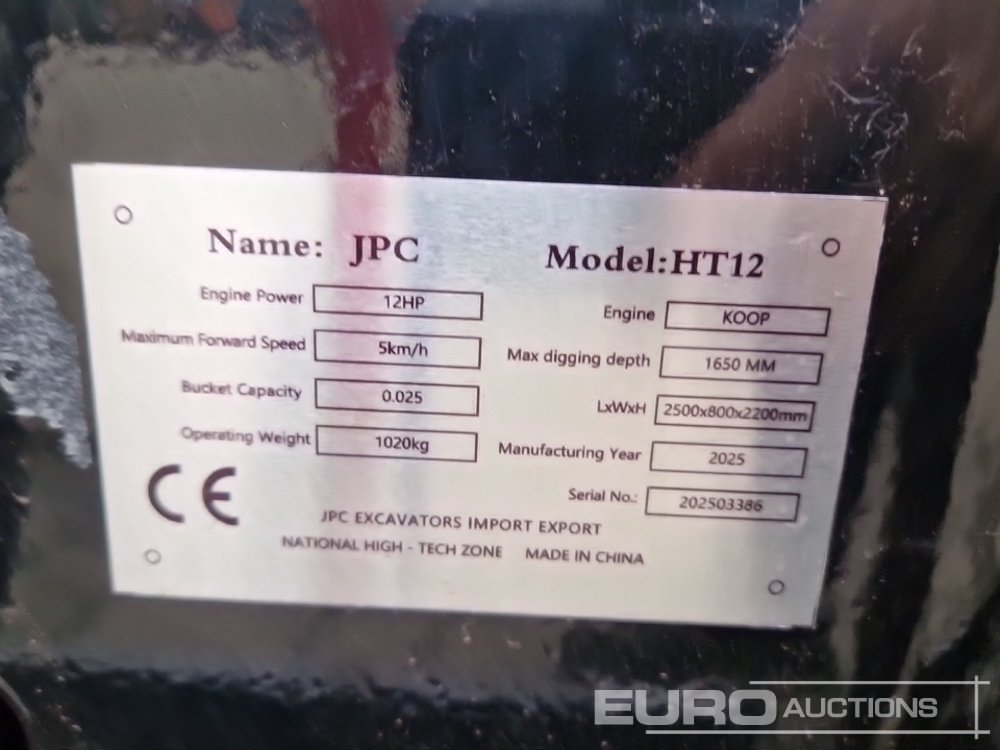 Name: JPC
Model:HT12
Engine Power 12HP
Maximum Forward Speed 5km/h
Bucket Capacity 0.025
Operating Weight 1020kg
Engine KOOP
Max digging depth 1650 MM
LxWxH 2500x800x2200mm
Manufacturing Year 2025
Serial No.: 202503386
CE
JPC EXCAVATORS IMPORT EXPORT
NATIONAL HIGH - TECH ZONE MADE IN CHINA
EURO AUCTIONS